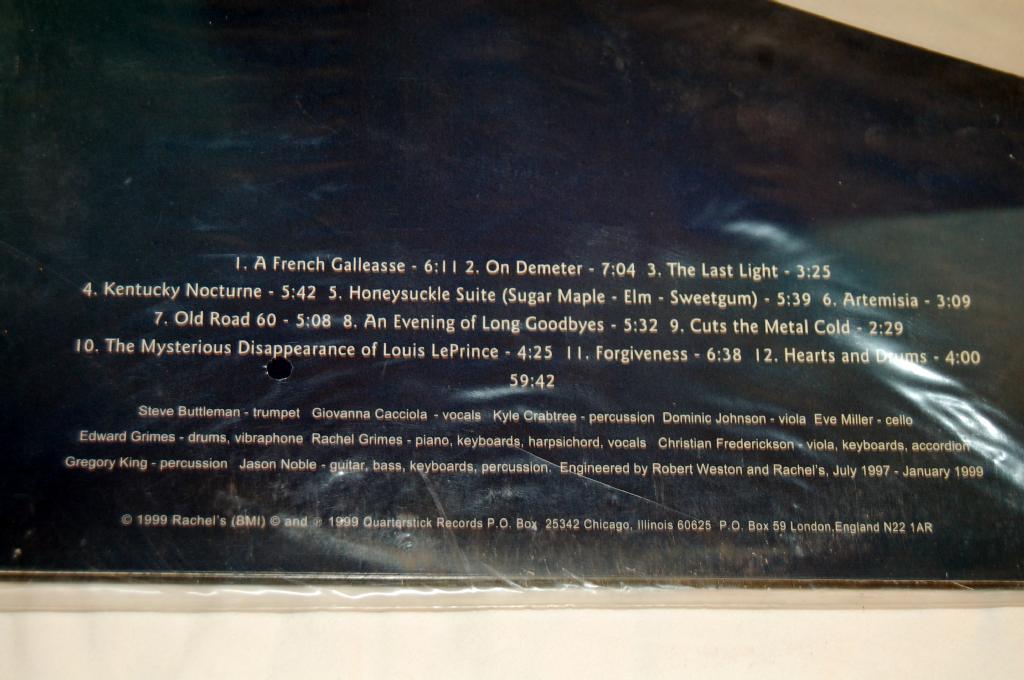 1. A French Galleasse - 6:11 2. On Demeter - 7:04 3. The Last Light - 3:25
4. Kentucky Nocturne - 5:42 5. Honeysuckle Suite (Sugar Maple - Elm - Sweetgum) - 5:39 6. Artemisia - 3:09
7. Old Road 60 - 5:08 8. An Evening of Long Goodbyes - 5:32 9. Cuts the Metal Cold - 2:29
10. The Mysterious Disappearance of Louis LePrince - 4:25 11. Forgiveness - 6:38 12. Hearts and Drums - 4:00
59:42
Steve Buttleman - trumpet Giovanna Cacciola - vocals Kyle Crabtree - percussion Dominic Johnson - viola Eve Miller - cello
Edward Grimes - drums, vibraphone Rachel Grimes - piano, keyboards, harpsichord, vocals Christian Frederickson - viola, keyboards, accordion
Gregory King - percussion Jason Noble - guitar, bass, keyboards, percussion. Engineered by Robert Weston and Rachel's, July 1997 - January 1999
© 1999 Rachel's (BMI) © and ℗ 1999 Quarterstick Records P.O. Box 25342 Chicago, Illinois 60625 P.O. Box 59 London,England N22 1AR